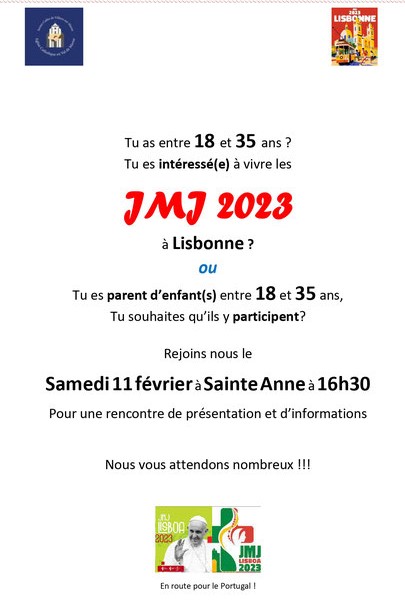 2023
LISBONNE
Tu as entre 18 et 35 ans ?
Tu es intéressé(e) à vivre les
JMJ 2023
à Lisbonne ?
ou
Tu es parent d’enfant(s) entre 18 et 35 ans,
Tu souhaites qu’ils y participent?
Rejoins nous le
Samedi 11 février à Sainte Anne à 16h30
Pour une rencontre de présentation et d’informations
Nous vous attendons nombreux !!!
JMJ
LISBOA
2023
JMJ
LISBOA
2023
En route pour le Portugal !